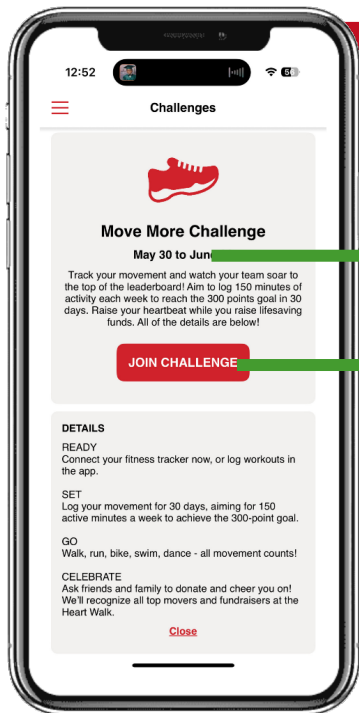 12:52
Challenges
Move More Challenge
May 30 to June
Track your movement and watch your team soar to
the top of the leaderboard! Aim to log 150 minutes of
activity each week to reach the 300 points goal in 30
days. Raise your heartbeat while you raise lifesaving
funds. All of the details are below!
JOIN CHALLENGE
DETAILS
READY
Connect your fitness tracker now, or log workouts in
the app.
SET
Log your movement for 30 days, aiming for 150
active minutes a week to achieve the 300-point goal.
GO
Walk, run, bike, swim, dance - all movement counts!
CELEBRATE
Ask friends and family to donate and cheer you on!
We'll recognize all top movers and fundraisers at the
Heart Walk.
Close